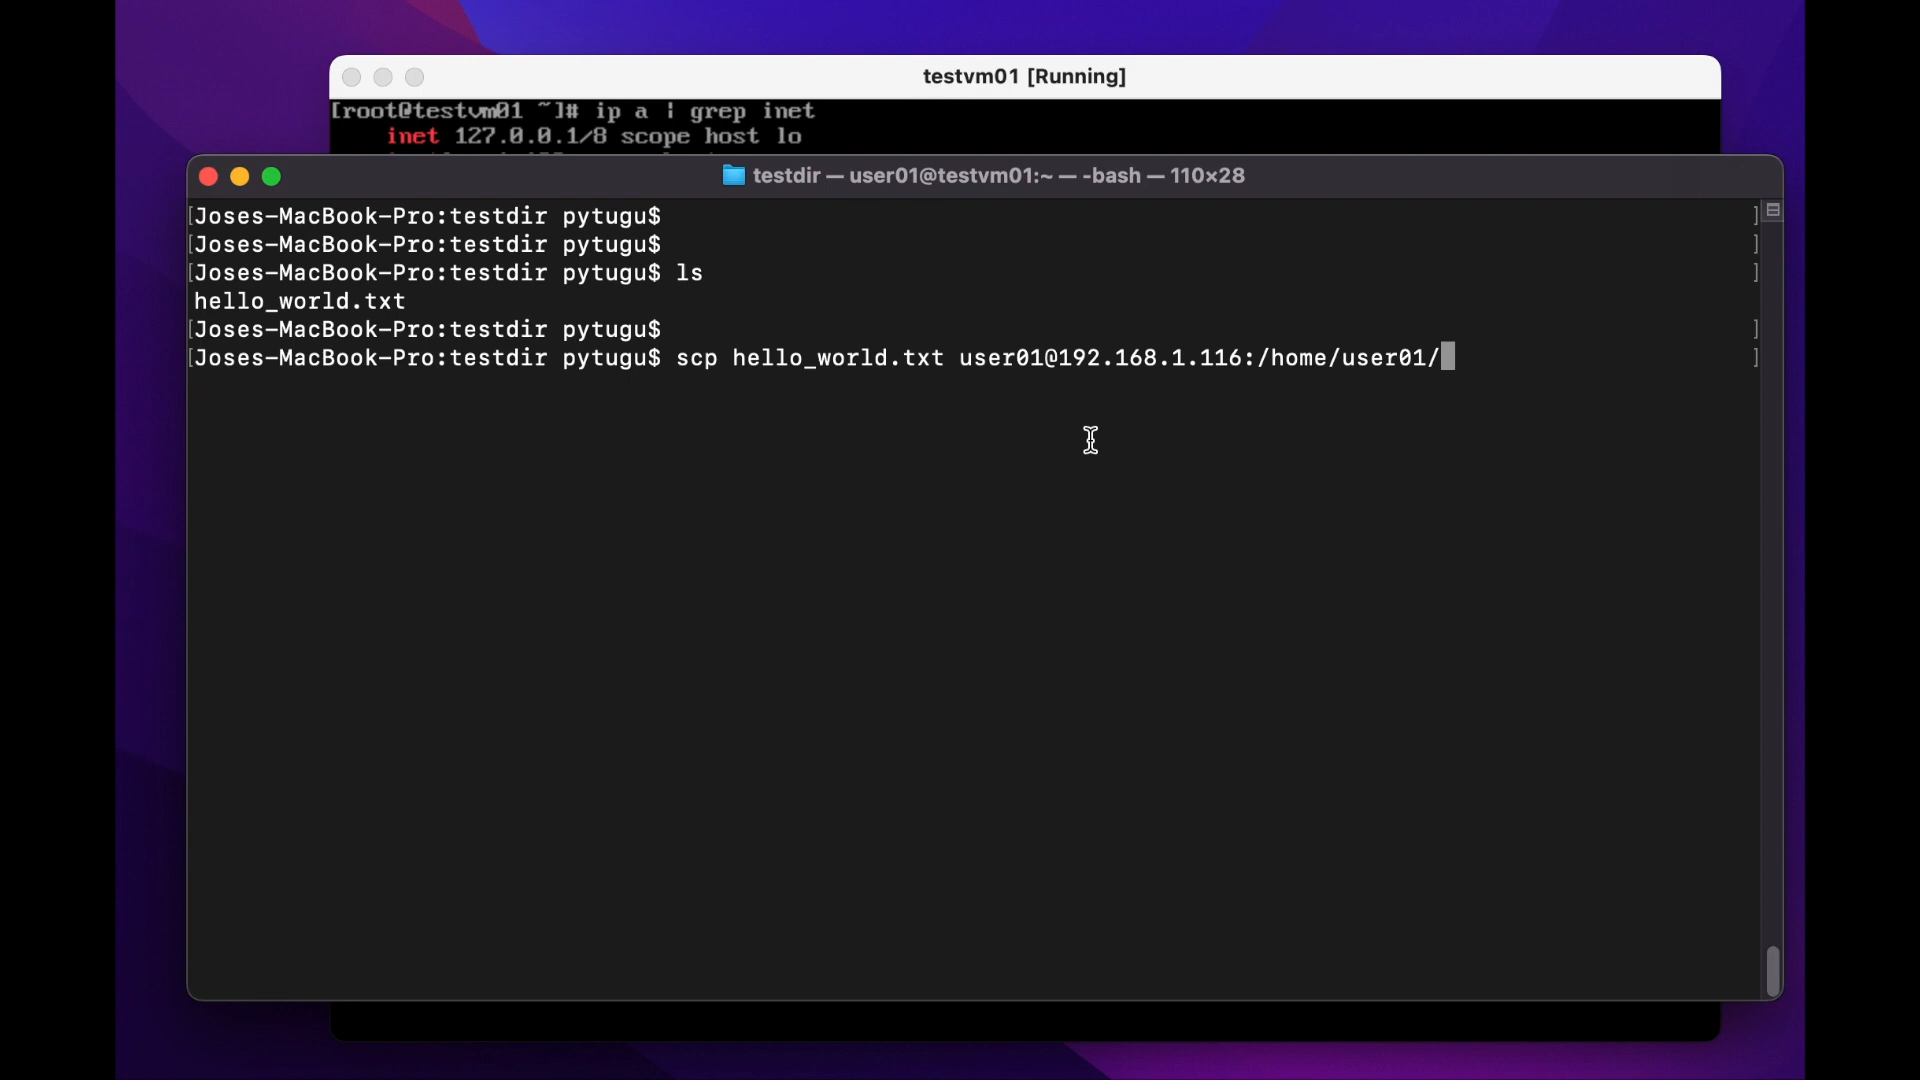 testvm01 [Running]
[root@testvm01 ~]# ip a | grep inet
inet 127.0.0.1/8 scope host lo
testdir — user01@testvm01:~ — -bash — 110×28
[Joses-MacBook-Pro:testdir pytugu$ ]
[Joses-MacBook-Pro:testdir pytugu$ ]
[Joses-MacBook-Pro:testdir pytugu$ ls ]
hello_world.txt
[Joses-MacBook-Pro:testdir pytugu$ ]
[Joses-MacBook-Pro:testdir pytugu$ scp hello_world.txt user01@192.168.1.116:/home/user01/ ]